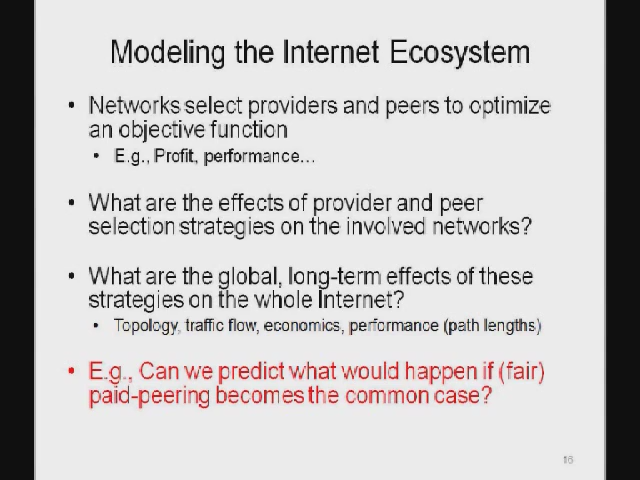 Modeling the Internet Ecosystem
• Networks select providers and peers to optimize
an objective function
• E.g., Profit, performance...
• What are the effects of provider and peer
selection strategies on the involved networks?
• What are the global, long-term effects of these
strategies on the whole Internet?
• Topology, traffic flow, economics, performance (path lengths)
• E.g., Can we predict what would happen if (fair)
paid-peering becomes the common case?
16